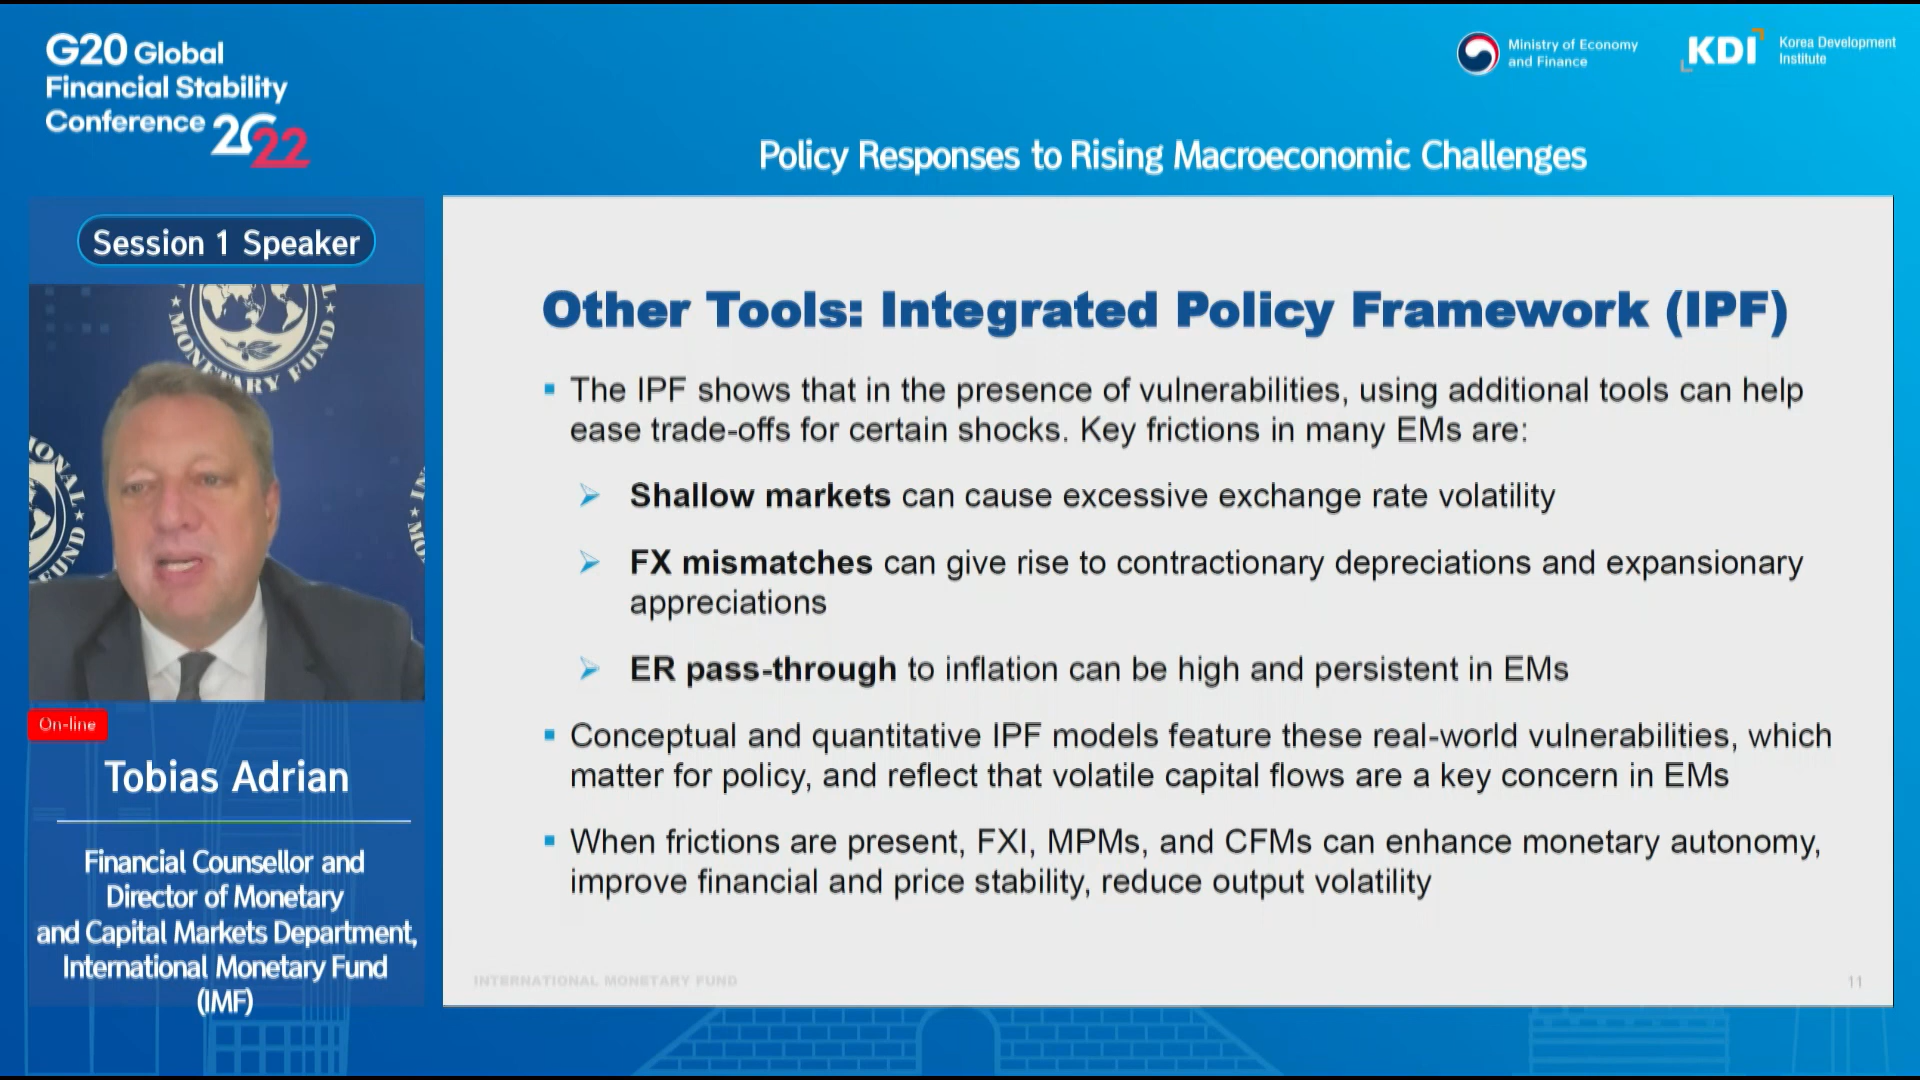 G20 Global
Financial Stability
Conference 2022
Ministry of Economy
and Finance
KDI
Korea Development
Institute
Policy Responses to Rising Macroeconomic Challenges
Session 1 Speaker
MONETARY FUND
ONAL
FUND
IN
MO
On-line
Tobias Adrian
Financial Counsellor and
Director of Monetary
and Capital Markets Department,
International Monetary Fund
(IMF)
Other Tools: Integrated Policy Framework (IPF)
▪ The IPF shows that in the presence of vulnerabilities, using additional tools can help
ease trade-offs for certain shocks. Key frictions in many EMs are:
➢ Shallow markets can cause excessive exchange rate volatility
➢ FX mismatches can give rise to contractionary depreciations and expansionary
appreciations
➢ ER pass-through to inflation can be high and persistent in EMs
▪ Conceptual and quantitative IPF models feature these real-world vulnerabilities, which
matter for policy, and reflect that volatile capital flows are a key concern in EMs
▪ When frictions are present, FXI, MPMs, and CFMs can enhance monetary autonomy,
improve financial and price stability, reduce output volatility
INTERNATIONAL MONETARY FUND
11